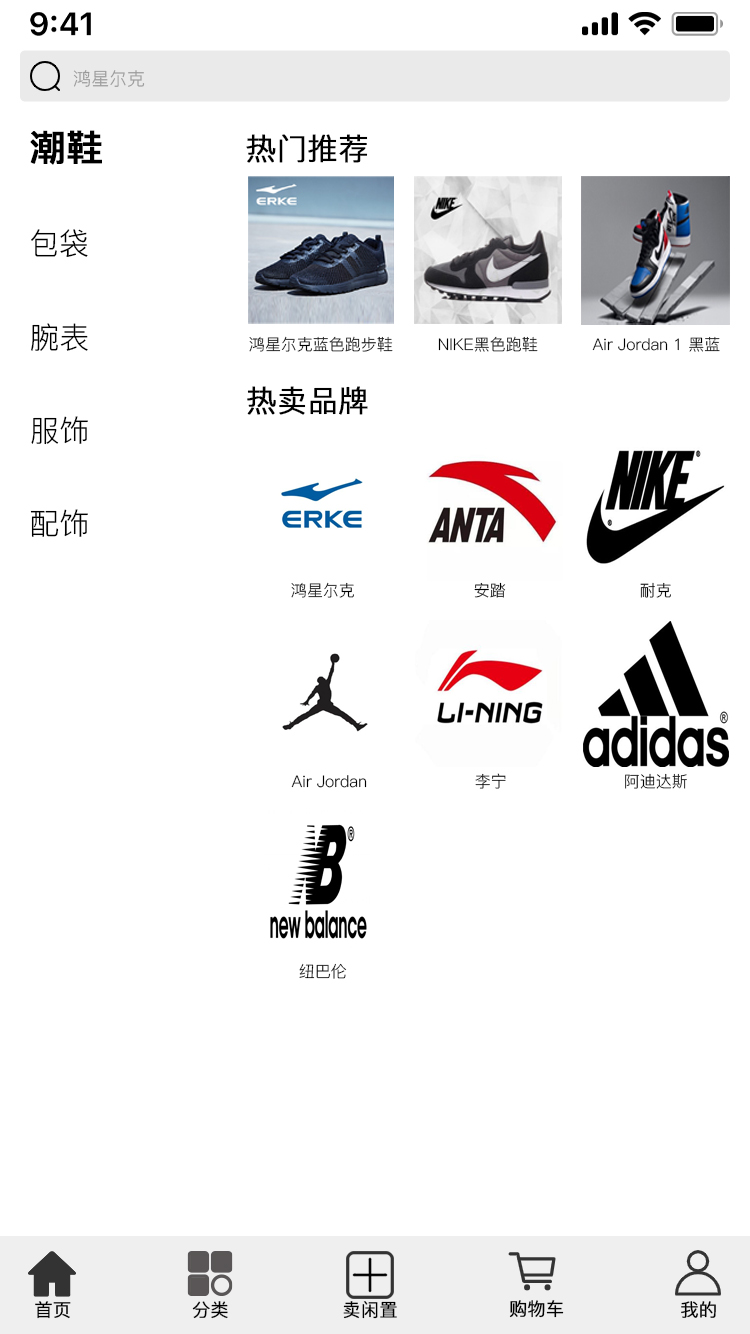 9:41
鸿星尔克
潮鞋
包袋
腕表
服饰
配饰
热门推荐
ERKE
NIKE
鸿星尔克蓝色跑步鞋
NIKE黑色跑鞋
Air Jordan 1 黑蓝
热卖品牌
ERKE
ANTA
NIKE
®
®
鸿星尔克
安踏
耐克
LI-NING
adidas®
Air Jordan
李宁
阿迪达斯
B®
new balance
纽巴伦
首页
分类
卖闲置
购物车
我的